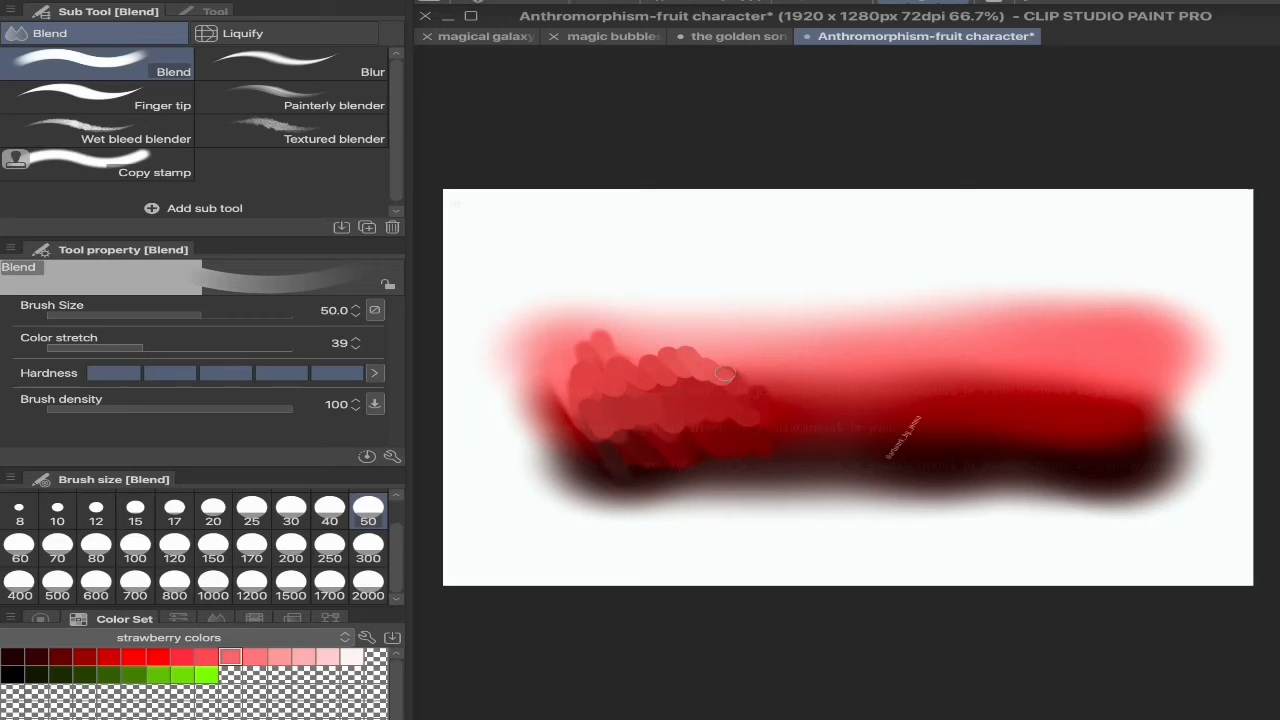 Sub Tool [Blend]
Tool
Blend
Liquify
Blend
Blur
Finger tip
Painterly blender
Wet bleed blender
Textured blender
Copy stamp
Add sub tool
Tool property [Blend]
Blend
Brush Size
50.0
Color stretch
39
Hardness
Brush density
100
Brush size [Blend]
8 10 12 15 17 20 25 30 40 50
60 70 80 100 120 150 170 200 250 300
400 500 600 700 800 1000 1200 1500 1700 2000
Color Set
strawberry colors
Anthromorphism-fruit character* (1920 x 1280px 72dpi 66.7%) - CLIP STUDIO PAINT PRO
magical galaxy
magic bubble
the golden son
Anthromorphism-fruit character*